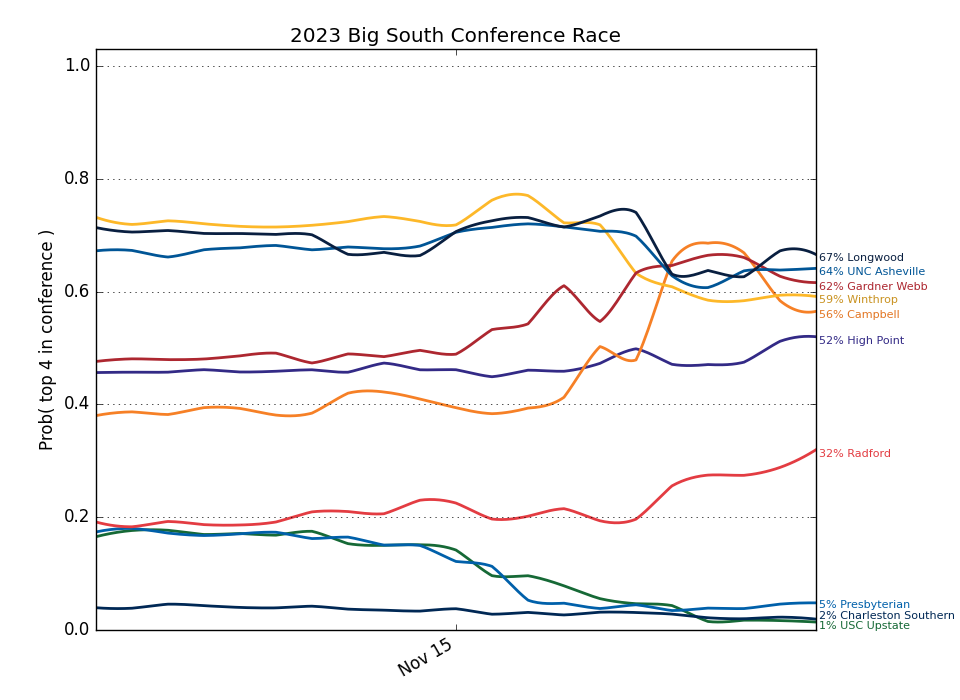 2023 Big South Conference Race
Prob( top 4 in conference )
1.0
0.8
0.6
0.4
0.2
0.0
Nov 15
67% Longwood
64% UNC Asheville
62% Gardner Webb
59% Winthrop
56% Campbell
52% High Point
32% Radford
5% Presbyterian
2% Charleston Southern
1% USC Upstate